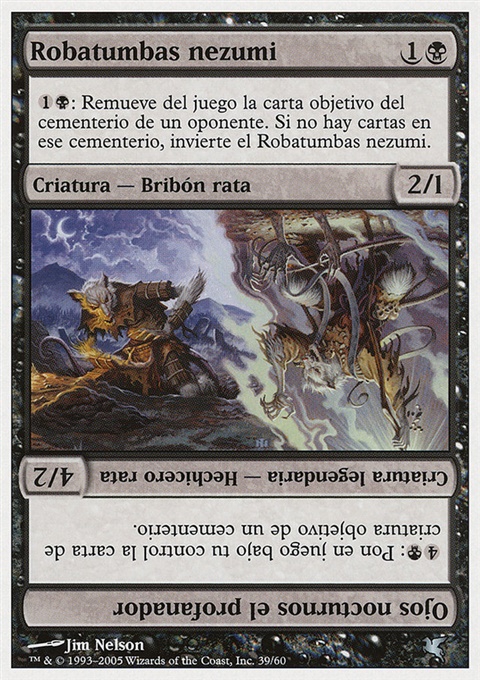 Robatumbas nezumi 1
1: Remueve del juego la carta objetivo del
cementerio de un oponente. Si no hay cartas en
ese cementerio, invierte el Robatumbas nezumi.
Criatura — Bribón rata
2/1
Ojos nocturnos el profanador
4: Pon en juego bajo tu control la carta de
criatura objetivo de un cementerio.
Criatura legendaria — Hechicero rata
4/2
Jim Nelson
™ & © 1993–2005 Wizards of the Coast, Inc. 39/60